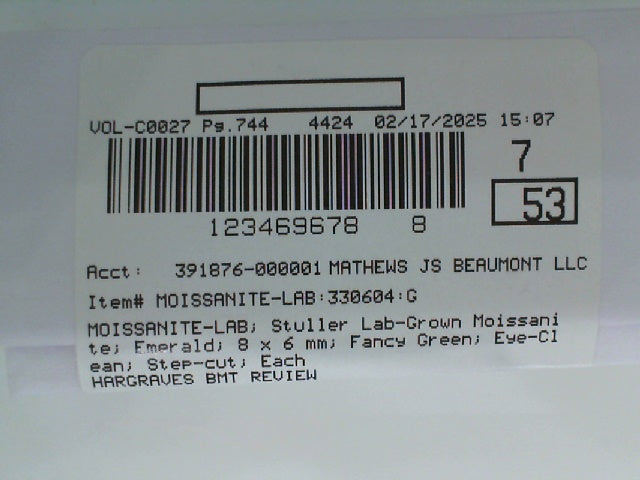 VOL-C0027 Pg.744 4424 02/17/2025 15:07
7
53
123469678 8
Acct: 391876-000001 MATHEWS JS BEAUMONT LLC
Item# MOISSANITE-LAB:330604:G
MOISSANITE-LAB; Stuller Lab-Grown Moissani
te; Emerald; 8 x 6 mm; Fancy Green; Eye-Cl
ean; Step-cut; Each
HARGRAVES BMT REVIEW